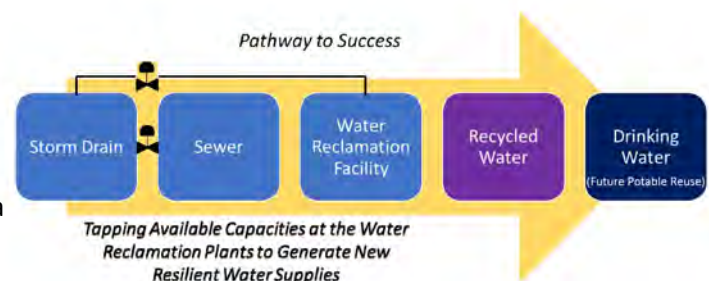 Pathway to Success
Storm Drain
Sewer
Water
Reclamation
Facility
Recycled
Water
Drinking
Water
(Future Potable Reuse)
Tapping Available Capacities at the Water
Reclamation Plants to Generate New
Resilient Water Supplies